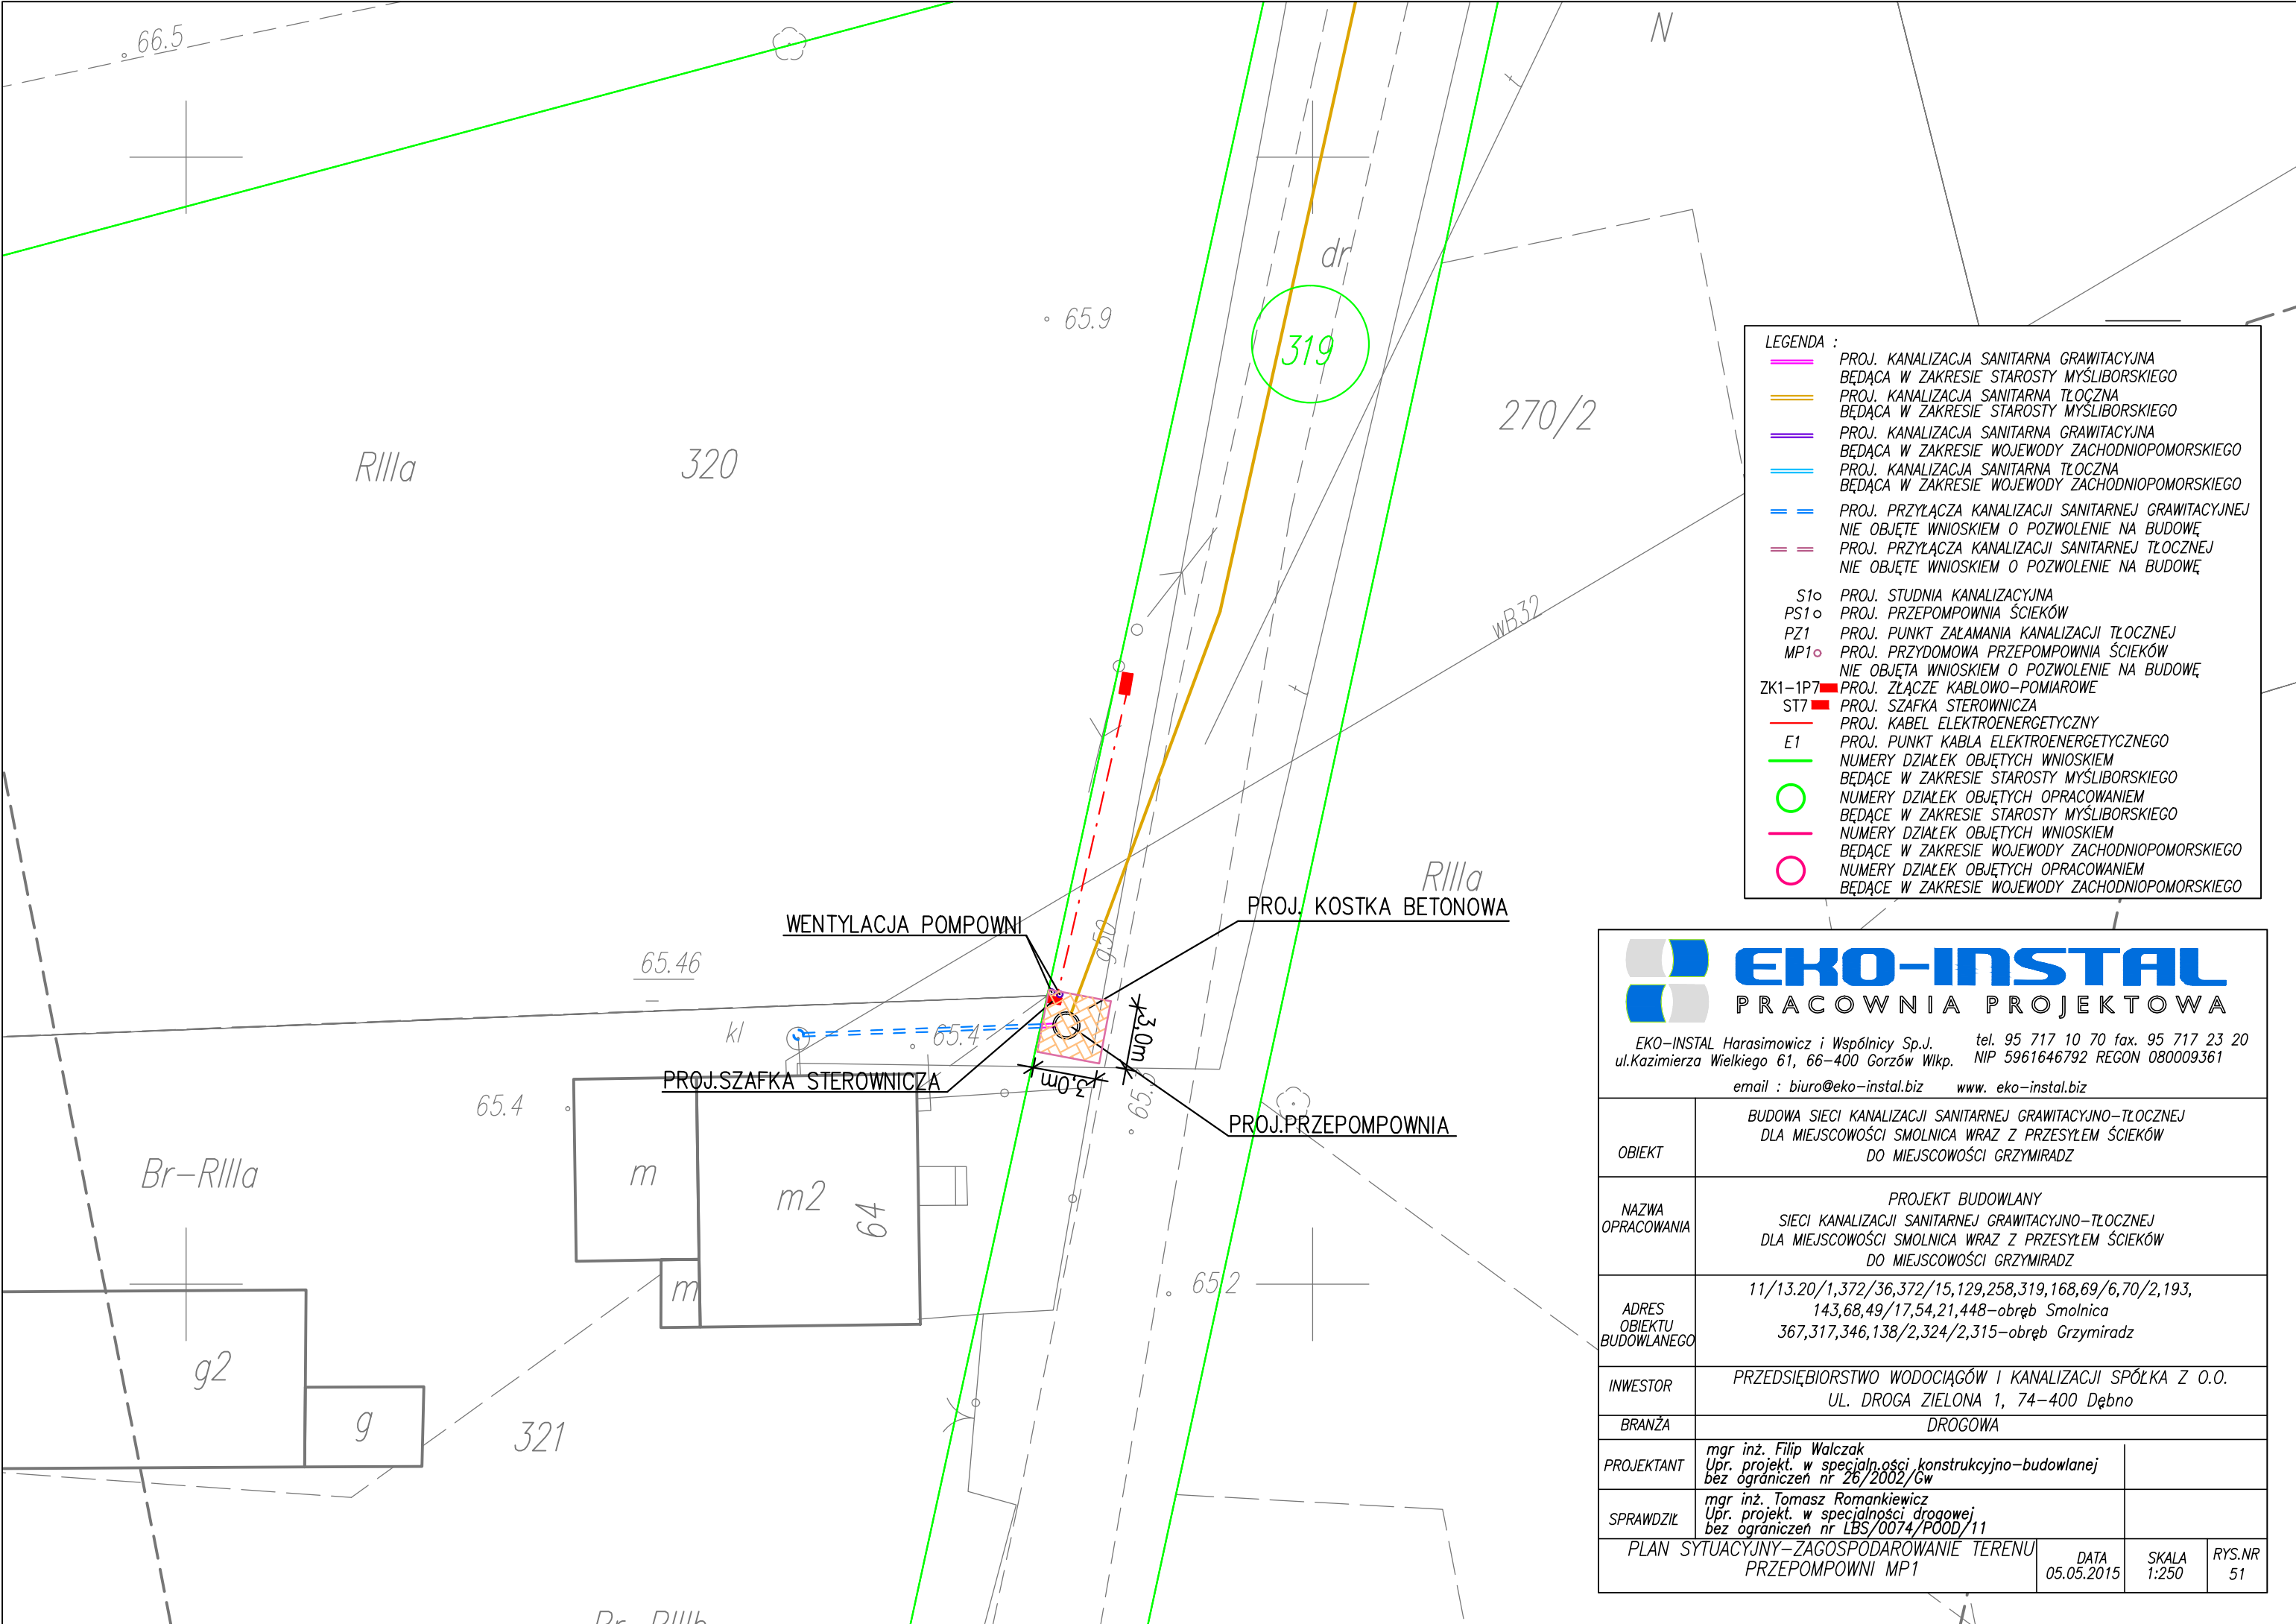 66.5
N
dr
65.9
319
270/2
RIIIa
320
wB32
RIIIa
g50
WENTYLACJA POMPOWNI
PROJ. KOSTKA BETONOWA
65.46
kl
65.4
3.0m
3,0m
PROJ.SZAFKA STEROWNICZA
PROJ.PRZEPOMPOWNIA
65.4
Br-RIIIa
m
m2
64
m
65.2
g2
g
321
LEGENDA :
PROJ. KANALIZACJA SANITARNA GRAWITACYJNA
BĘDĄCA W ZAKRESIE STAROSTY MYŚLIBORSKIEGO
PROJ. KANALIZACJA SANITARNA TŁOCZNA
BĘDĄCA W ZAKRESIE STAROSTY MYŚLIBORSKIEGO
PROJ. KANALIZACJA SANITARNA GRAWITACYJNA
BĘDĄCA W ZAKRESIE WOJEWODY ZACHODNIOPOMORSKIEGO
PROJ. KANALIZACJA SANITARNA TŁOCZNA
BĘDĄCA W ZAKRESIE WOJEWODY ZACHODNIOPOMORSKIEGO
PROJ. PRZYŁĄCZA KANALIZACJI SANITARNEJ GRAWITACYJNEJ
NIE OBJĘTE WNIOSKIEM O POZWOLENIE NA BUDOWĘ
PROJ. PRZYŁĄCZA KANALIZACJI SANITARNEJ TŁOCZNEJ
NIE OBJĘTE WNIOSKIEM O POZWOLENIE NA BUDOWĘ
S1 PROJ. STUDNIA KANALIZACYJNA
PS1 PROJ. PRZEPOMPOWNIA ŚCIEKÓW
PZ1 PROJ. PUNKT ZAŁAMANIA KANALIZACJI TŁOCZNEJ
MP1 PROJ. PRZYDOMOWA PRZEPOMPOWNIA ŚCIEKÓW
NIE OBJĘTA WNIOSKIEM O POZWOLENIE NA BUDOWĘ
ZK1-1P7 PROJ. ZŁĄCZE KABLOWO-POMIAROWE
ST7 PROJ. SZAFKA STEROWNICZA
PROJ. KABEL ELEKTROENERGETYCZNY
E1 PROJ. PUNKT KABLA ELEKTROENERGETYCZNEGO
NUMERY DZIAŁEK OBJĘTYCH WNIOSKIEM
BĘDĄCE W ZAKRESIE STAROSTY MYŚLIBORSKIEGO
NUMERY DZIAŁEK OBJĘTYCH OPRACOWANIEM
BĘDĄCE W ZAKRESIE STAROSTY MYŚLIBORSKIEGO
NUMERY DZIAŁEK OBJĘTYCH WNIOSKIEM
BĘDĄCE W ZAKRESIE WOJEWODY ZACHODNIOPOMORSKIEGO
NUMERY DZIAŁEK OBJĘTYCH OPRACOWANIEM
BĘDĄCE W ZAKRESIE WOJEWODY ZACHODNIOPOMORSKIEGO
EKO-INSTAL
PRACOWNIA PROJEKTOWA
EKO-INSTAL Harasimowicz i Wspólnicy Sp.J. tel. 95 717 10 70 fax. 95 717 23 20
ul.Kazimierza Wielkiego 61, 66-400 Gorzów Wlkp. NIP 5961646792 REGON 080009361
email : biuro@eko-instal.biz www. eko-instal.biz
OBIEKT
BUDOWA SIECI KANALIZACJI SANITARNEJ GRAWITACYJNO-TŁOCZNEJ
DLA MIEJSCOWOŚCI SMOLNICA WRAZ Z PRZESYŁEM ŚCIEKÓW
DO MIEJSCOWOŚCI GRZYMIRADZ
NAZWA
OPRACOWANIA
PROJEKT BUDOWLANY
SIECI KANALIZACJI SANITARNEJ GRAWITACYJNO-TŁOCZNEJ
DLA MIEJSCOWOŚCI SMOLNICA WRAZ Z PRZESYŁEM ŚCIEKÓW
DO MIEJSCOWOŚCI GRZYMIRADZ
ADRES
OBIEKTU
BUDOWLANEGO
11/13.20/1,372/36,372/15,129,258,319,168,69/6,70/2,193,
143,68,49/17,54,21,448-obręb Smolnica
367,317,346,138/2,324/2,315-obręb Grzymiradz
INWESTOR
PRZEDSIĘBIORSTWO WODOCIĄGÓW I KANALIZACJI SPÓŁKA Z O.O.
UL. DROGA ZIELONA 1, 74-400 Dębno
BRANŻA DROGOWA
PROJEKTANT
mgr inż. Filip Walczak
Upr. projekt. w specjaln.ości konstrukcyjno-budowlanej
bez ograniczeń nr 26/2002/Gw
SPRAWDZIŁ
mgr inż. Tomasz Romankiewicz
Upr. projekt. w specjalności drogowej
bez ograniczeń nr LBS/0074/POOD/11
PLAN SYTUACYJNY-ZAGOSPODAROWANIE TERENU
PRZEPOMPOWNI MP1
DATA
05.05.2015
SKALA
1:250
RYS.NR
51